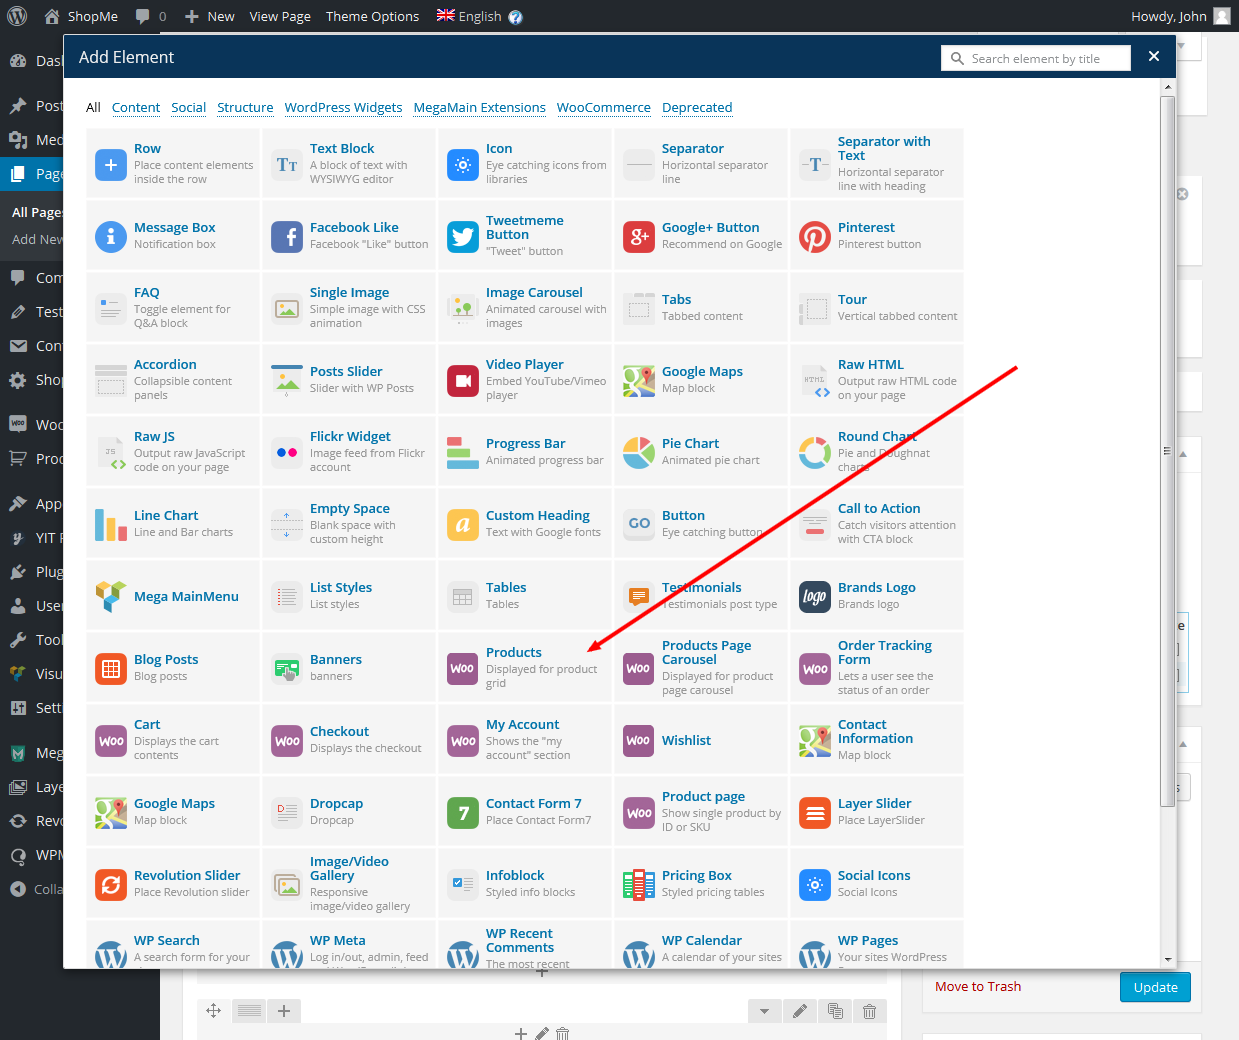 ShopMe
0
New
View Page
Theme Options
English
Howdy, John
Add Element
Search element by title
All
Content
Social
Structure
WordPress Widgets
MegaMain Extensions
WooCommerce
Deprecated
Row
Place content elements
inside the row
Text Block
A block of text with
WYSIWYG editor
Icon
Eye catching icons from
libraries
Separator
Horizontal separator
line
Separator with
Text
Horizontal separator
line with heading
Message Box
Notification box
Facebook Like
Facebook "Like" button
Tweetmeme
Button
"Tweet" button
Google+ Button
Recommend on Google
Pinterest
Pinterest button
FAQ
Toggle element for
Q&A block
Single Image
Simple image with CSS
animation
Image Carousel
Animated carousel with
images
Tabs
Tabbed content
Tour
Vertical tabbed content
Accordion
Collapsible content
panels
Posts Slider
Slider with WP Posts
Video Player
Embed YouTube/Vimeo
player
Google Maps
Map block
Raw HTML
Output raw HTML code
on your page
Raw JS
Output raw JavaScript
code on your page
Flickr Widget
Image feed from Flickr
account
Progress Bar
Animated progress bar
Pie Chart
Animated pie chart
Round Chart
Pie and Doughnat
charts
Line Chart
Line and Bar charts
Empty Space
Blank space with
custom height
Custom Heading
Text with Google fonts
GO
Button
Eye catching button
Call to Action
Catch visitors attention
with CTA block
Mega MainMenu
List Styles
List styles
Tables
Tables
Testimonials
Testimonials post type
logo
Brands Logo
Brands logo
Blog Posts
Blog posts
Banners
banners
Woo
Products
Displayed for product
grid
Woo
Products Page
Carousel
Displayed for product
page carousel
Woo
Order Tracking
Form
Lets a user see the
status of an order
Woo
Cart
Displays the cart
contents
Woo
Checkout
Displays the checkout
Woo
My Account
Shows the "my
account" section
Woo
Wishlist
Contact
Information
Map block
Google Maps
Map block
Dropcap
Dropcap
7
Contact Form 7
Place Contact Form7
Woo
Product page
Show single product by
ID or SKU
Layer Slider
Place LayerSlider
Revolution Slider
Place Revolution slider
Image/Video
Gallery
Responsive
image/video gallery
Infoblock
Styled info blocks
Pricing Box
Styled pricing tables
Social Icons
Social Icons
WP Search
A search form for your
WP Meta
Log in/out, admin, feed
WP Recent
Comments
The most recent
WP Calendar
A calendar of your sites
WP Pages
Your sites WordPress
Das
Post
Med
Page
All Pages
Add New
Com
Test
Con
Shop
Woo
Prod
App
YIT
Plug
User
Tool
Visu
Setti
Meg
Laye
Revo
WPM
Colla
Move to Trash
Update